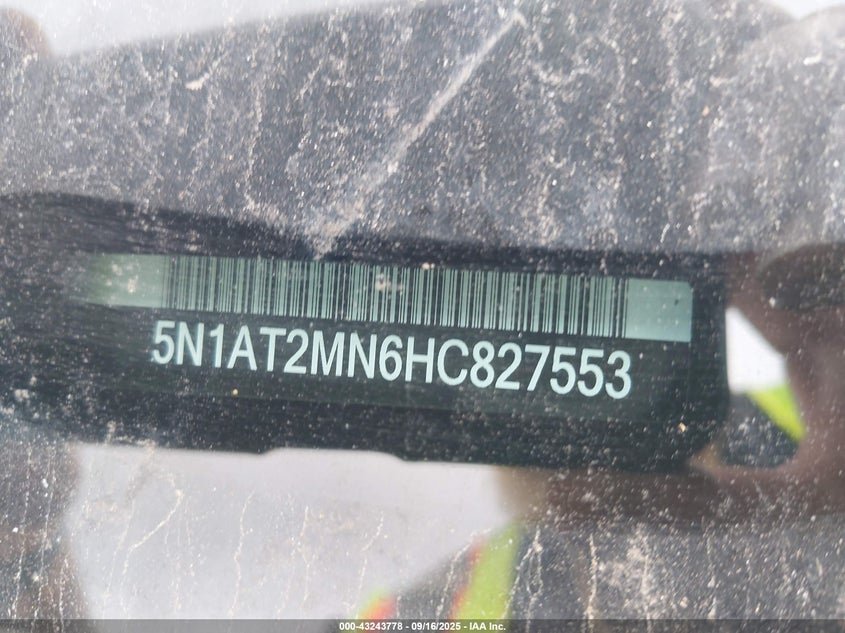 5N1AT2MN6HC827553
000-43243778 - 09/16/2025 - IAA Inc.